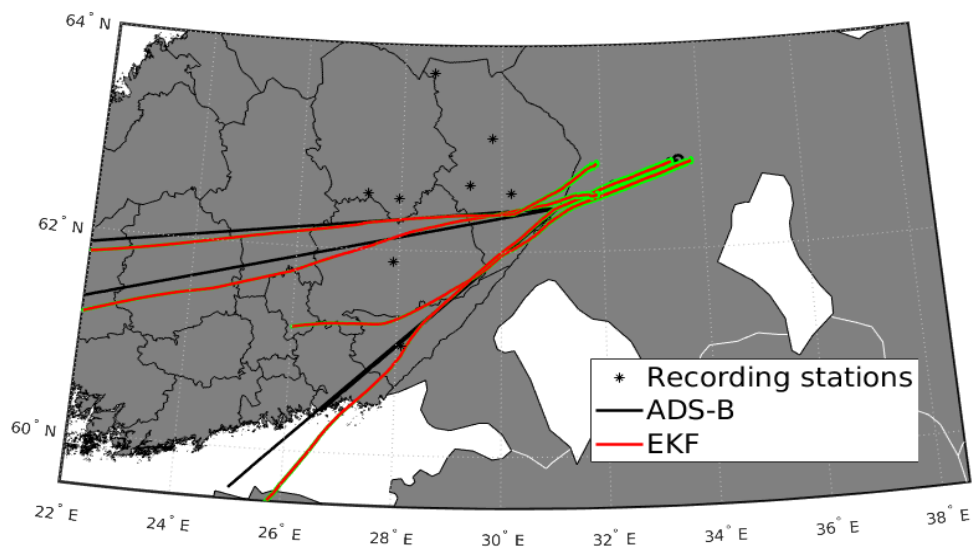 64° N
62° N
60° N
Recording stations
ADS-B
EKF
22° E
24° E
26° E
28° E
30° E
32° E
34° E
36° E
38° E